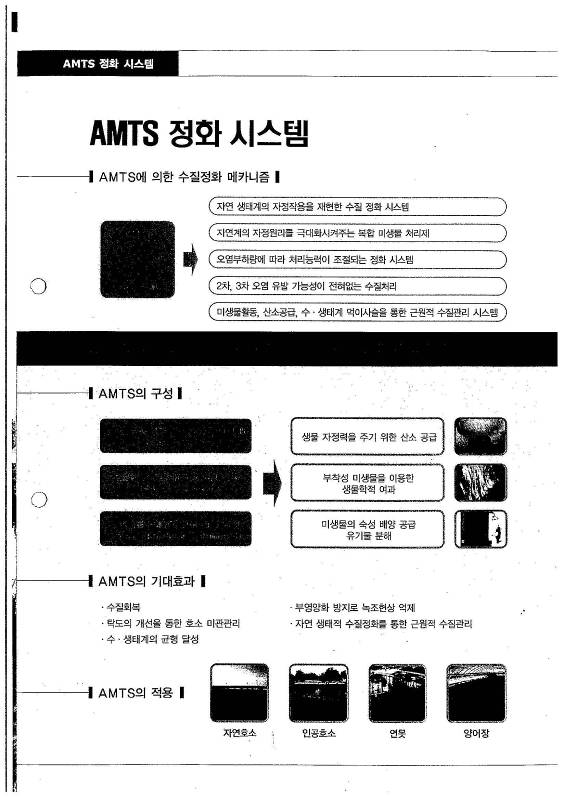 AMTS 정화 시스템
AMTS 정화 시스템
AMTS에 의한 수질정화 메카니즘
자연 생태계의 자정작용을 재현한 수질 정화 시스템
자연계의 자정원리를 극대화시켜주는 복합 미생물 처리제
오염부하량에 따라 처리능력이 조절되는 정화 시스템
2차, 3차 오염 유발 가능성이 전혀없는 수질처리
미생물활동, 산소공급, 수 · 생태계 먹이사슬을 통한 근원적 수질관리 시스템
AMTS의 구성
생물 자정력을 주기 위한 산소 공급
부착성 미생물을 이용한
생물학적 여과
미생물의 속성 배양 공급
유기물 분해
AMTS의 기대효과
· 수질회복
· 탁도의 개선을 통한 호소 미관관리
· 수 · 생태계의 균형 달성
· 부영양화 방지로 녹조현상 억제
· 자연 생태적 수질정화를 통한 근원적 수질관리
AMTS의 적용
자연호소
인공호소
연못
양어장